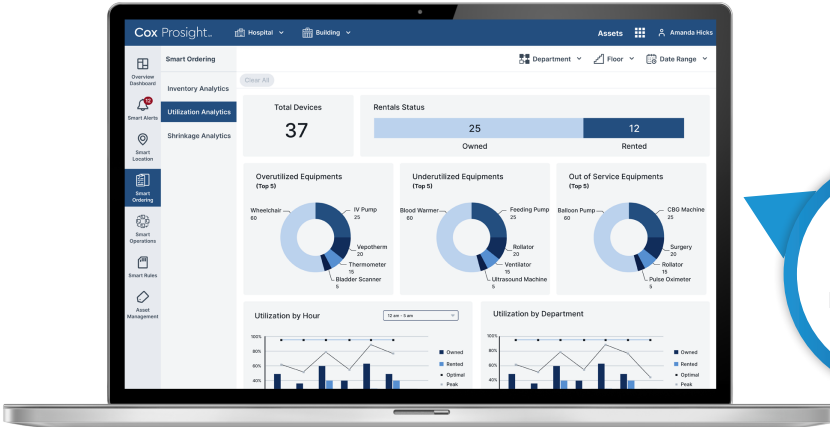 Cox Prosight™
Hospital
Building
Assets
Amanda Hicks
Overview
Dashboard
12
Smart Alerts
Smart
Location
Smart
Ordering
Smart
Operations
Smart Rules
Asset
Management
Smart Ordering
Inventory Analytics
Utilization Analytics
Shrinkage Analytics
Department
Floor
Date Range
Clear All
Total Devices
37
Rentals Status
25
12
Owned
Rented
Overutilized Equipments
(Top 5)
Wheelchair
60
IV Pump
25
Vepotherm
20
Thermometer
15
Bladder Scanner
5
Underutilized Equipments
(Top 5)
Blood Warmer
60
Feeding Pump
25
Rollator
20
Ventilator
15
Ultrasound Machine
5
Out of Service Equipments
(Top 5)
Balloon Pump
60
CBG Machine
25
Surgery
20
Rollator
15
Pulse Oximeter
5
Utilization by Hour
12 am - 5 am
100%
80%
60%
40%
Owned
Rented
Optimal
Peak
Utilization by Department
100%
80%
60%
40%
Owned
Rented
Optimal
Peak